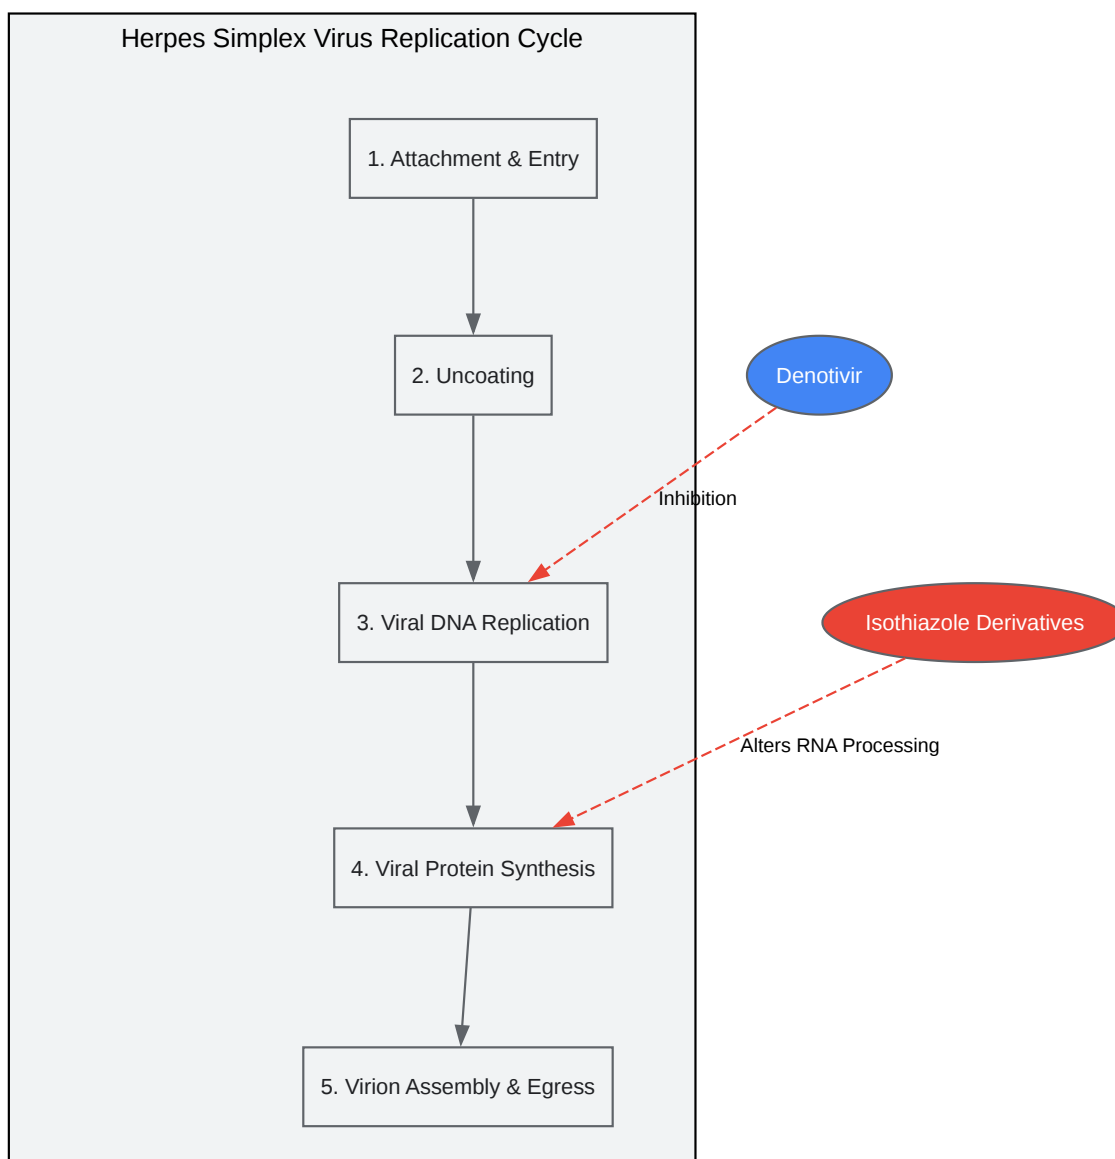 Herpes Simplex Virus Replication Cycle
1. Attachment & Entry
2. Uncoating
Denotivir
Inhibition
3. Viral DNA Replication
Isothiazole Derivatives
Alters RNA Processing
4. Viral Protein Synthesis
5. Virion Assembly & Egress